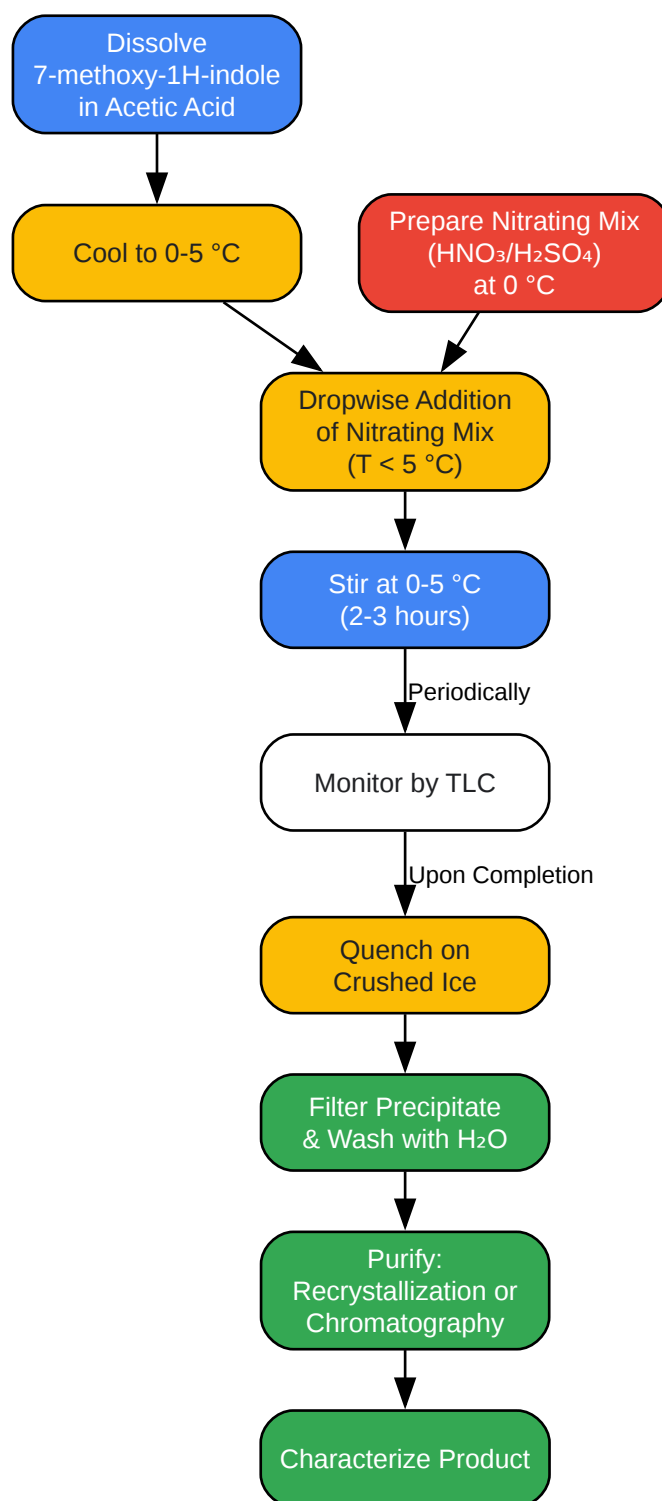 Dissolve
7-methoxy-1H-indole
in Acetic Acid
Cool to 0-5 °C
Prepare Nitrating Mix
(HNO₃/H₂SO₄)
at 0 °C
Dropwise Addition
of Nitrating Mix
(T < 5 °C)
Stir at 0-5 °C
(2-3 hours)
Periodically
Monitor by TLC
Upon Completion
Quench on
Crushed Ice
Filter Precipitate
& Wash with H₂O
Purify:
Recrystallization or
Chromatography
Characterize Product